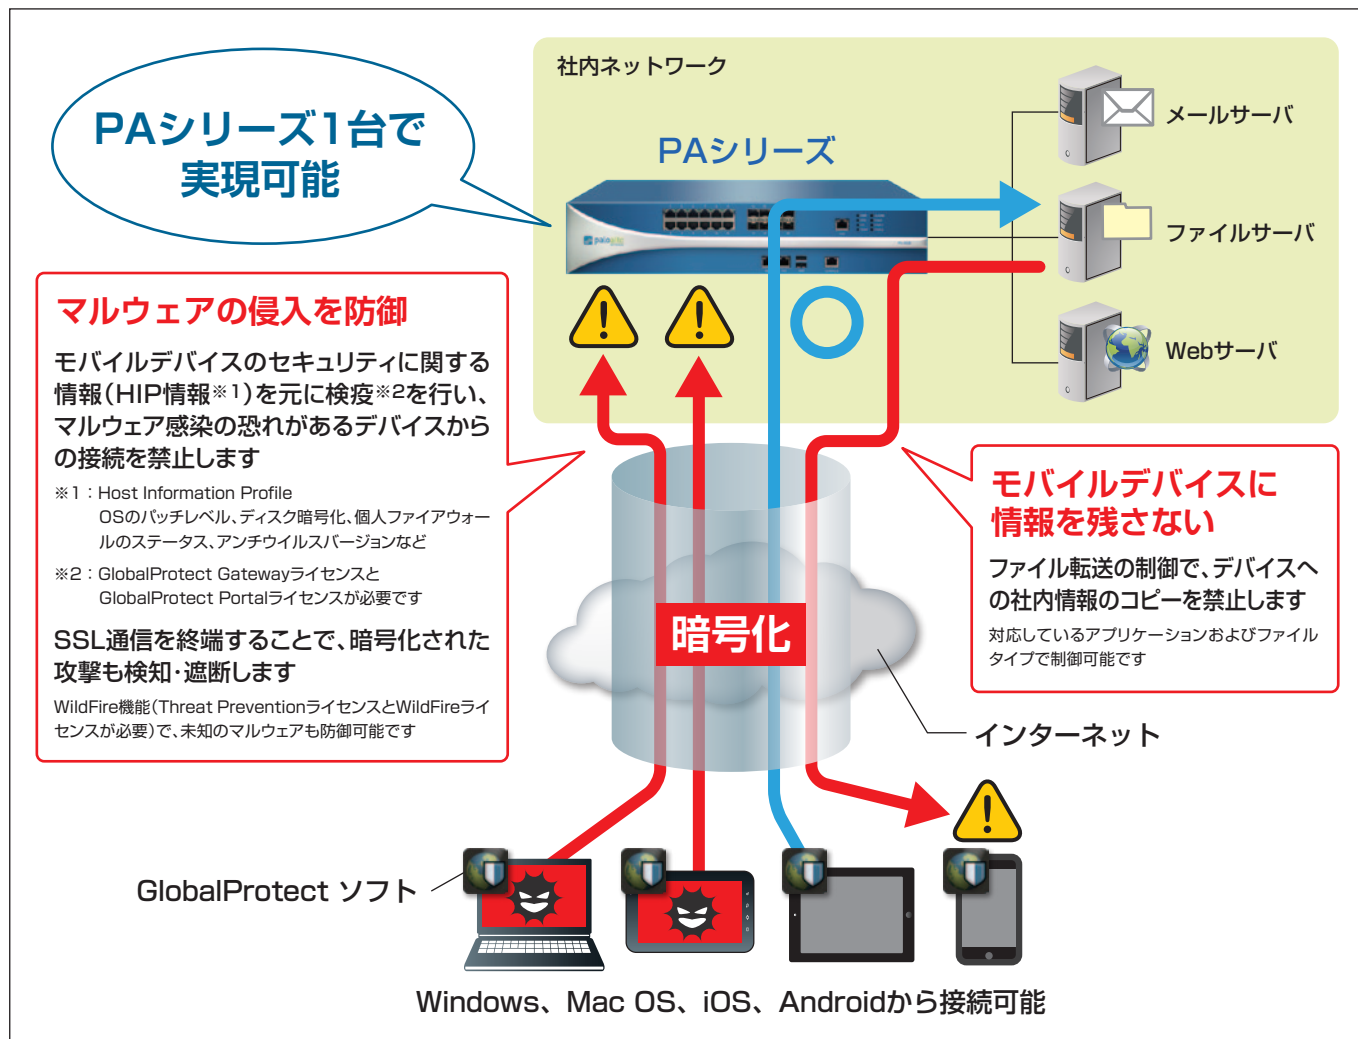 PAシリーズ1台で
実現可能
社内ネットワーク
PAシリーズ
メールサーバ
ファイルサーバ
Webサーバ
マルウェアの侵入を防御
モバイルデバイスのセキュリティに関する
情報(HIP情報※1)を元に検疫※2を行い、
マルウェア感染の恐れがあるデバイスから
の接続を禁止します
※1：Host Information Profile
OSのパッチレベル、ディスク暗号化、個人ファイアウォー
ルのステータス、アンチウイルスバージョンなど
※2：GlobalProtect Gatewayライセンスと
GlobalProtect Portalライセンスが必要です
SSL通信を終端することで、暗号化された
攻撃も検知・遮断します
WildFire機能(Threat PreventionライセンスとWildFireライ
センスが必要)で、未知のマルウェアも防御可能です
モバイルデバイスに
情報を残さない
ファイル転送の制御で、デバイスへ
の社内情報のコピーを禁止します
対応しているアプリケーションおよびファイル
タイプで制御可能です
暗号化
インターネット
GlobalProtect ソフト
Windows、Mac OS、iOS、Androidから接続可能